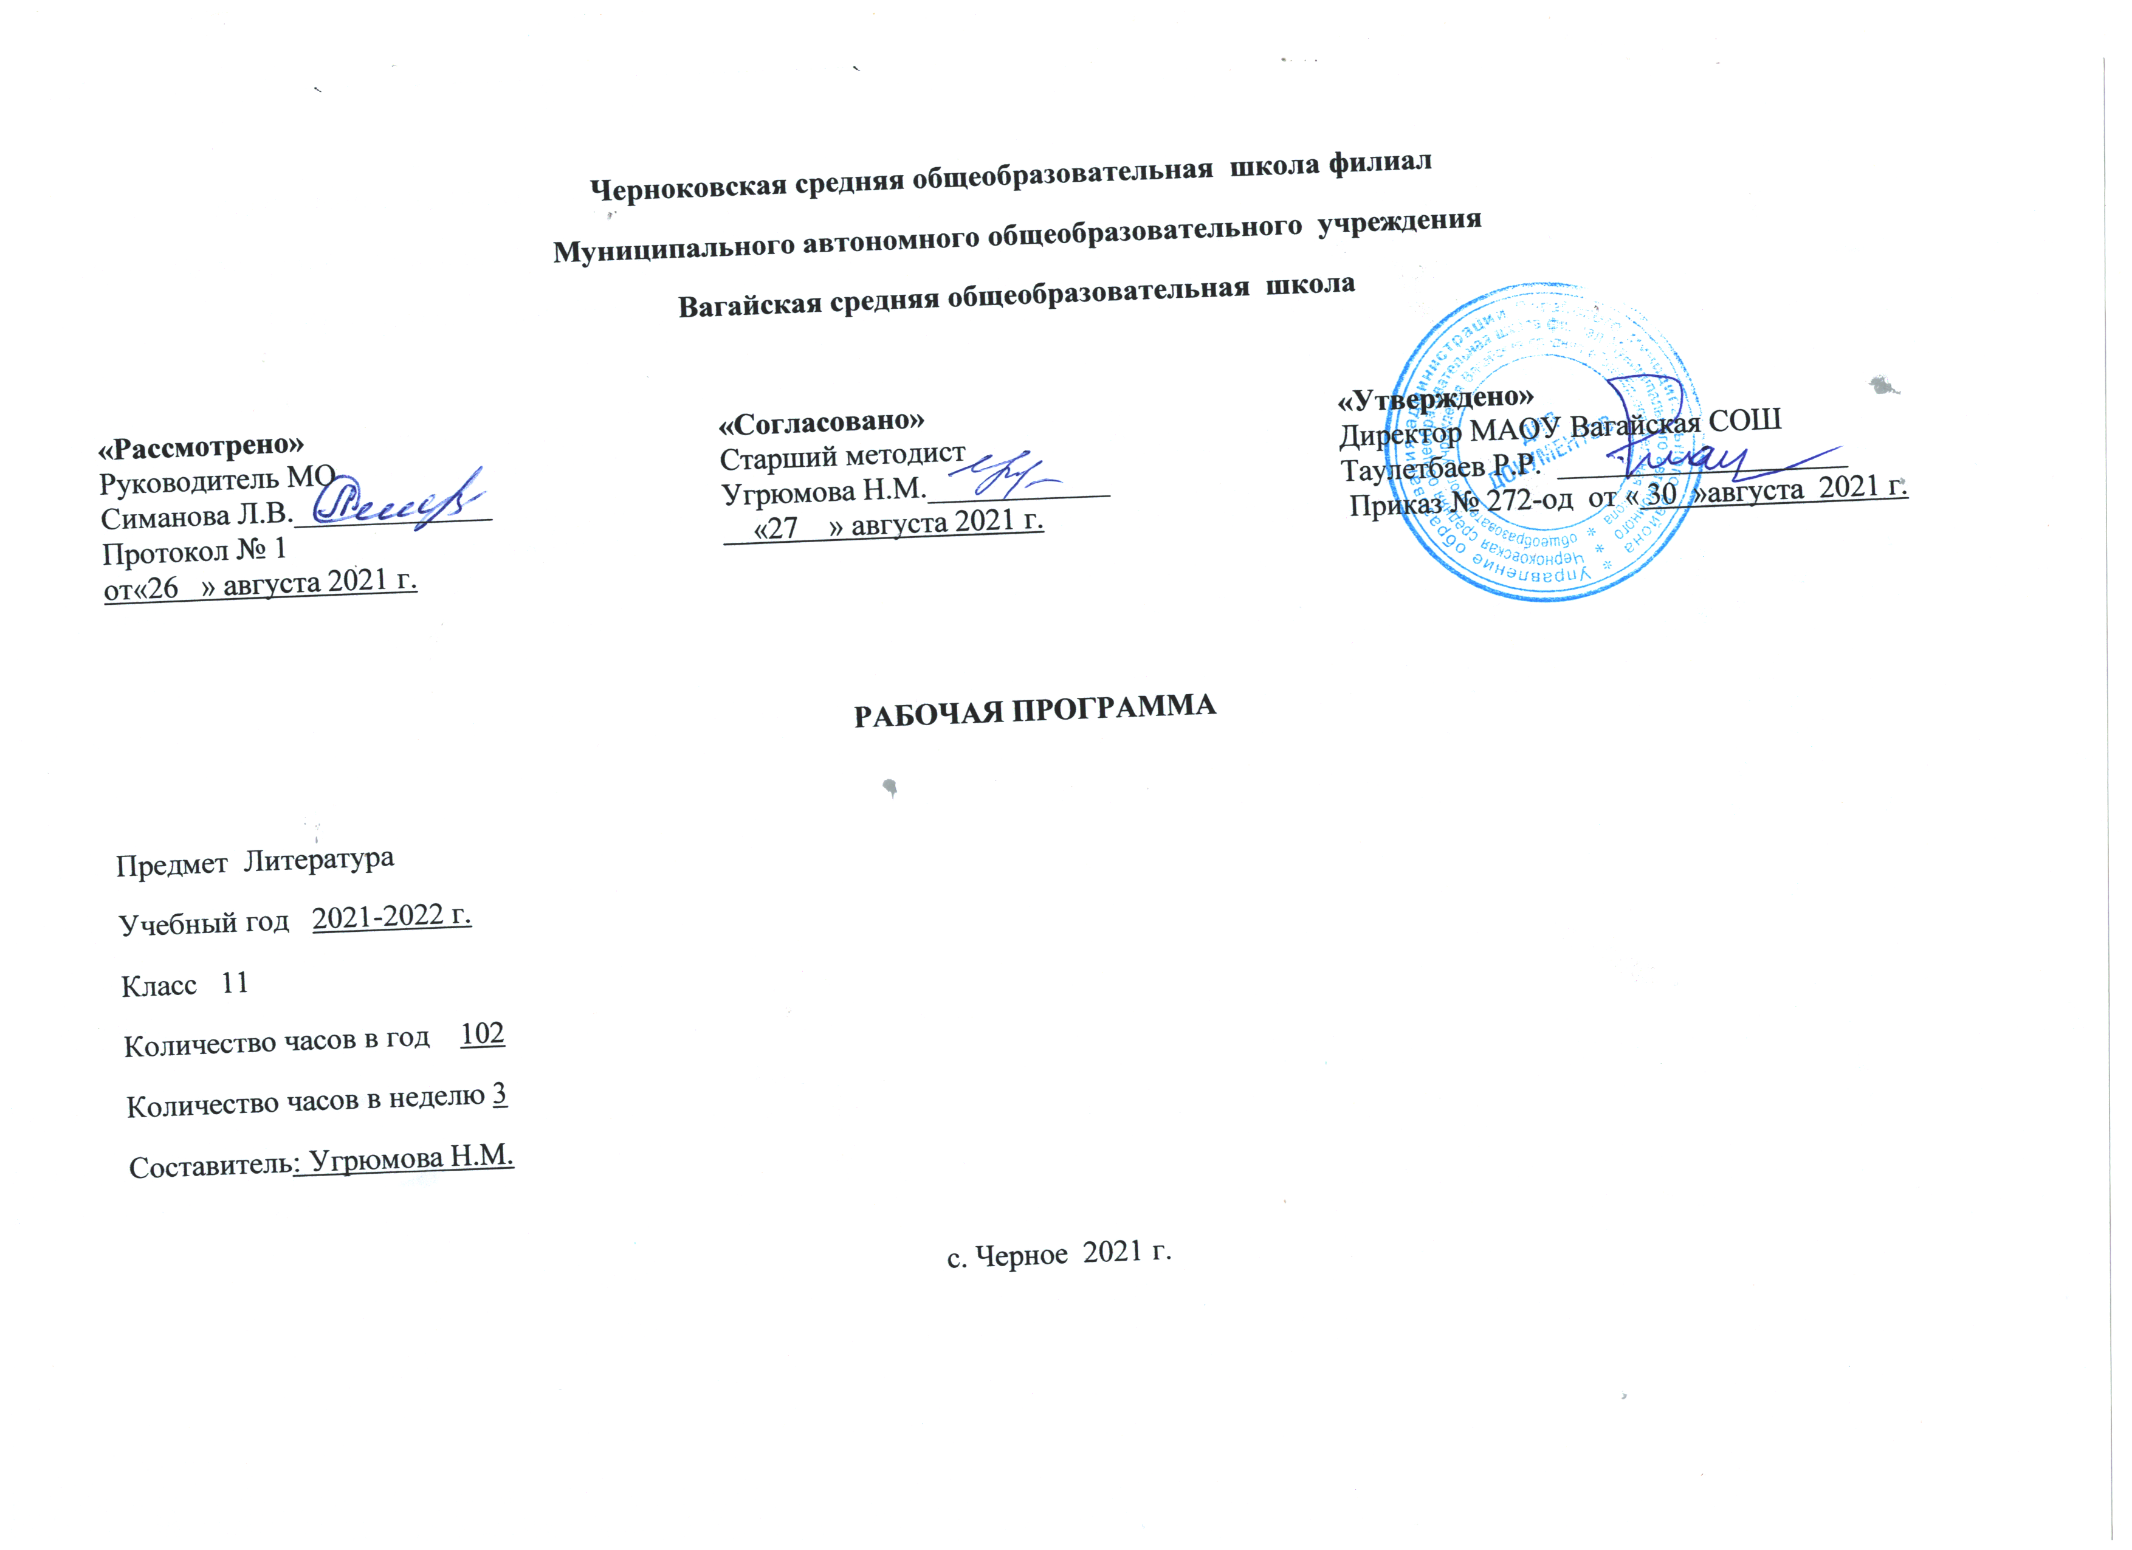 Черноковская средняя общеобразовательная школа филиал
Муниципального автономного общеобразовательного учреждения
Вагайская средняя общеобразовательная школа
«Рассмотрено»
Руководитель МО
Симанова Л.В.
Протокол № 1
от«26 » августа 2021 г.
«Согласовано»
Старший методист
Угрюмова Н.М.
«27 » августа 2021 г.
«Утверждено»
Директор МАОУ Вагайская СОШ
Таулетбаев Р.Р.
Приказ № 272-од от « 30 »августа 2021 г.
для
документов
РАБОЧАЯ ПРОГРАММА
Предмет Литература
Учебный год 2021-2022 г.
Класс 11
Количество часов в год 102
Количество часов в неделю 3
Составитель: Угрюмова Н.М.
с. Черное 2021 г.